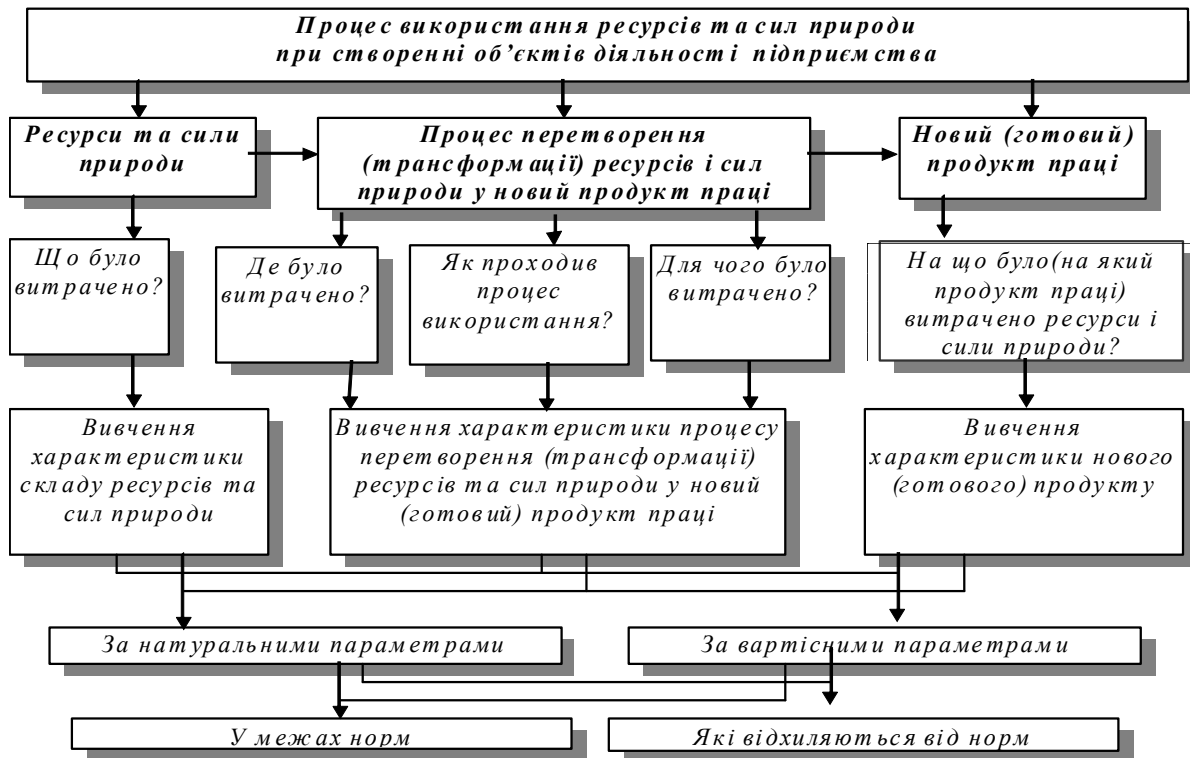 Процес використання ресурсів та сил природи
при створенні об’єктів діяльності підприємства
Ресурси та сили
природи
Процес перетворення
(трансформації) ресурсів і сил
природи у новий продукт праці
Новий (готовий)
продукт праці
Що було
витрачено?
Де було
витрачено?
Як проходив
процес
використання?
Для чого було
витрачено?
На що було(на який
продукт праці)
витрачено ресурси і
сили природи?
Вивчення
характеристики
складу ресурсів та
сил природи
Вивчення характеристики процесу
перетворення (трансформації)
ресурсів та сил природи у новий
(готовий) продукт праці
Вивчення
характеристики нового
(готового) продукту
За натуральними параметрами
За вартісними параметрами
У межах норм
Які відхиляються від норм